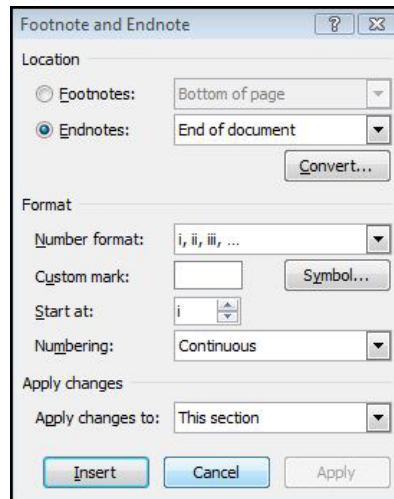 Footnote and Endnote
Location
Footnotes: Bottom of page
Endnotes: End of document
Convert...
Format
Number format: i, ii, iii, ...
Custom mark: Symbol...
Start at: i
Numbering: Continuous
Apply changes
Apply changes to: This section
Insert Cancel Apply